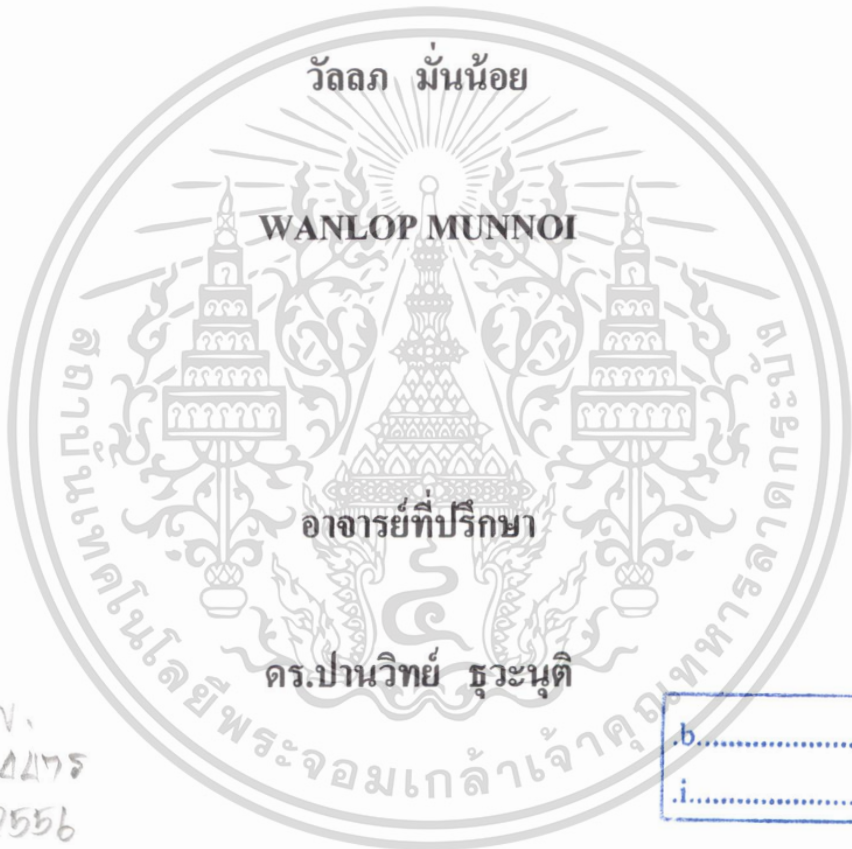 วัลลภ มั่นน้อย
WANLOP MUNNOI
อาจารย์ที่ปรึกษา
ดร.ปานวิทย์ ธุวะนุติ
สถาบันเทคโนโลยีพระจอมเกล้าเจ้าคุณทหารลาดกระบัง
.b....................
.i....................
2556